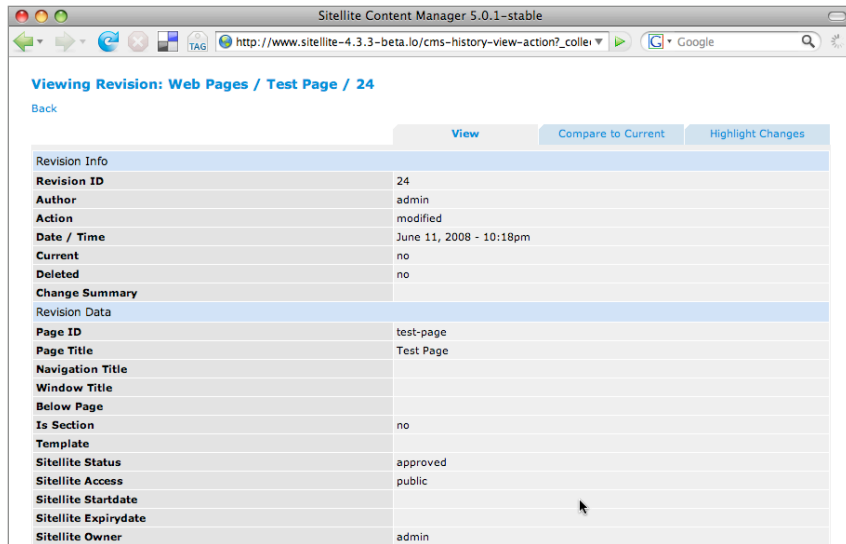 Sitellite Content Manager 5.0.1-stable
TAG http://www.sitellite-4.3.3-beta.lo/cms-history-view-action?_collec G Google
Viewing Revision: Web Pages / Test Page / 24
Back
View Compare to Current Highlight Changes
Revision Info
Revision ID 24
Author admin
Action modified
Date / Time June 11, 2008 - 10:18pm
Current no
Deleted no
Change Summary
Revision Data
Page ID test-page
Page Title Test Page
Navigation Title
Window Title
Below Page
Is Section no
Template
Sitellite Status approved
Sitellite Access public
Sitellite Startdate
Sitellite Expirydate
Sitellite Owner admin